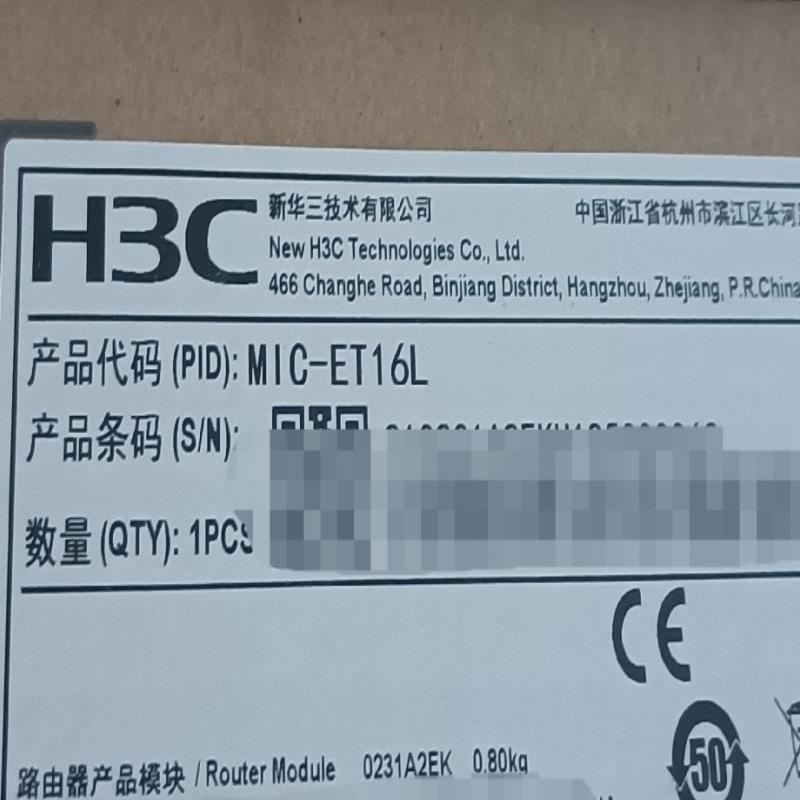 H3C
新华三技术有限公司
中国浙江省杭州市滨江区长河
New H3C Technologies Co., Ltd.
466 Changhe Road, Binjiang District, Hangzhou, Zhejiang, P.R.China
产品代码 (PID): MIC-ET16L
产品条码 (S/N):
数量 (QTY): 1PCS
CE
50
路由器产品模块 / Router Module 0231A2EK 0.80kg